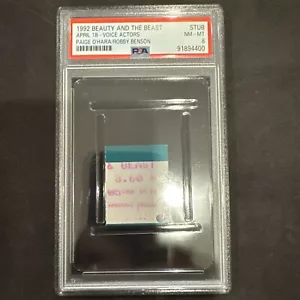 1992 BEAUTY AND THE BEAST STUB
APRIL 18 - VOICE ACTORS NM - MT
PAIGE O'HARA/ROBBY BENSON 8
PSA 91894400
& BEAST